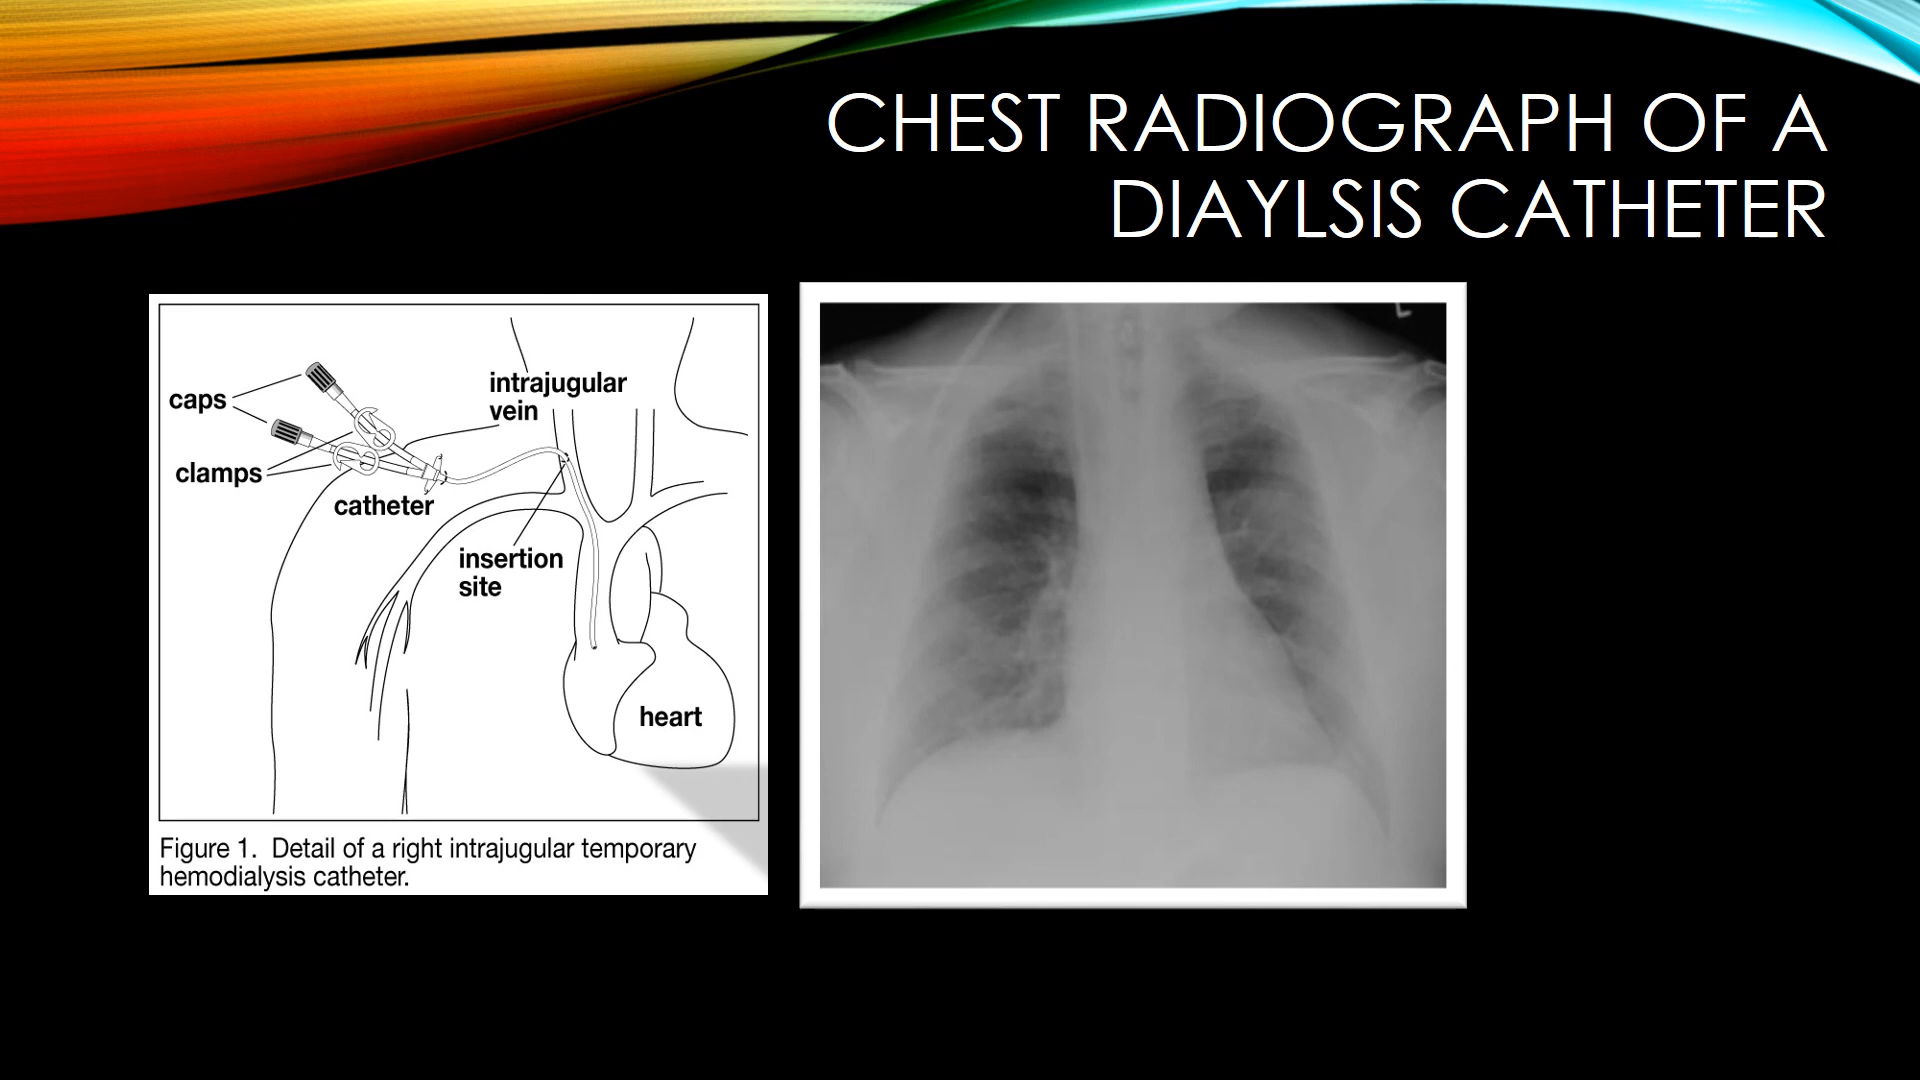 CHEST RADIOGRAPH OF A
DIAYLSIS CATHETER
caps
clamps
catheter
intrajugular
vein
insertion
site
heart
Figure 1. Detail of a right intrajugular temporary
hemodialysis catheter.
L